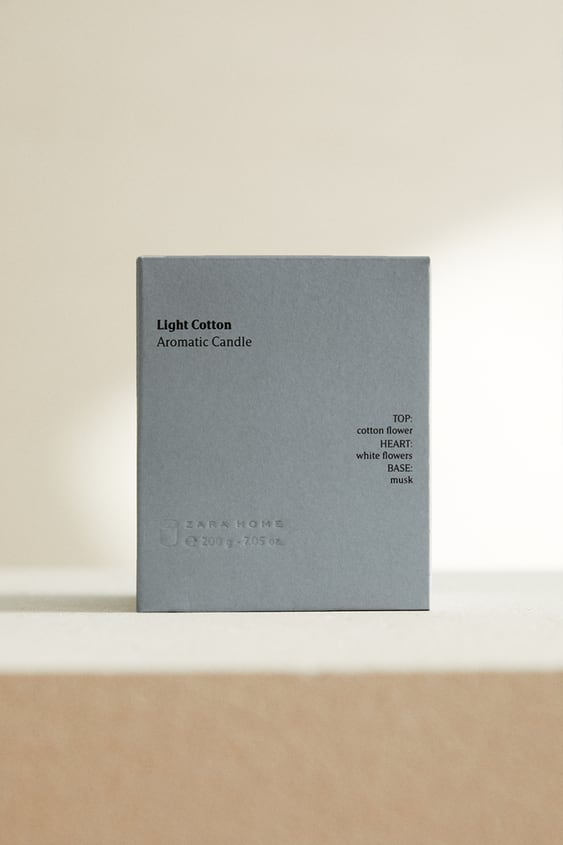 Light Cotton
Aromatic Candle
TOP:
cotton flower
HEART:
white flowers
BASE:
musk
ZARA HOME
℮ 200 g - 7.05 oz.